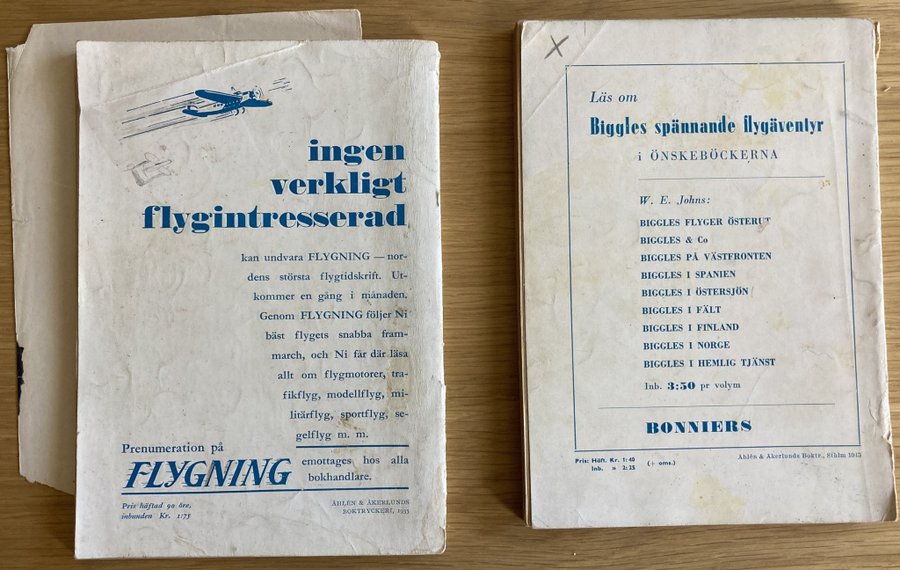 ingen
verkligt
flygintresserad
kan undvara FLYGNING — nor-
dens största flygtidskrift. Ut-
kommer en gång i månaden.
Genom FLYGNING följer Ni
bäst flygets snabba fram-
march, och Ni får där läsa
allt om flygmotorer, tra-
fikflyg, modellflyg, mi-
litärflyg, sportflyg, se-
gelflyg m. m.
Prenumeration på
FLYGNING
emottages hos alla
bokhandlare.
Pris häftad 90 öre,
inbunden Kr. 1:75
ÅHLÉN & ÅKERLUNDS
BOKTRYCKERI, 1935
Läs om
Biggles spännande flygäventyr
i ÖNSKEBÖCKERNA
W. E. Johns:
BIGGLES FLYGER ÖSTERUT
BIGGLES & Co
BIGGLES PÅ VÄSTFRONTEN
BIGGLES I SPANIEN
BIGGLES I ÖSTERSJÖN
BIGGLES I FÄLT
BIGGLES I FINLAND
BIGGLES I NORGE
BIGGLES I HEMLIG TJÄNST
Inb. 3:50 pr volym
BONNIERS
Pris: Häft. Kr. 1:40
Inb. » 2:25
(+ oms.)
Åhlén & Åkerlunds Boktr., Sthlm 1943